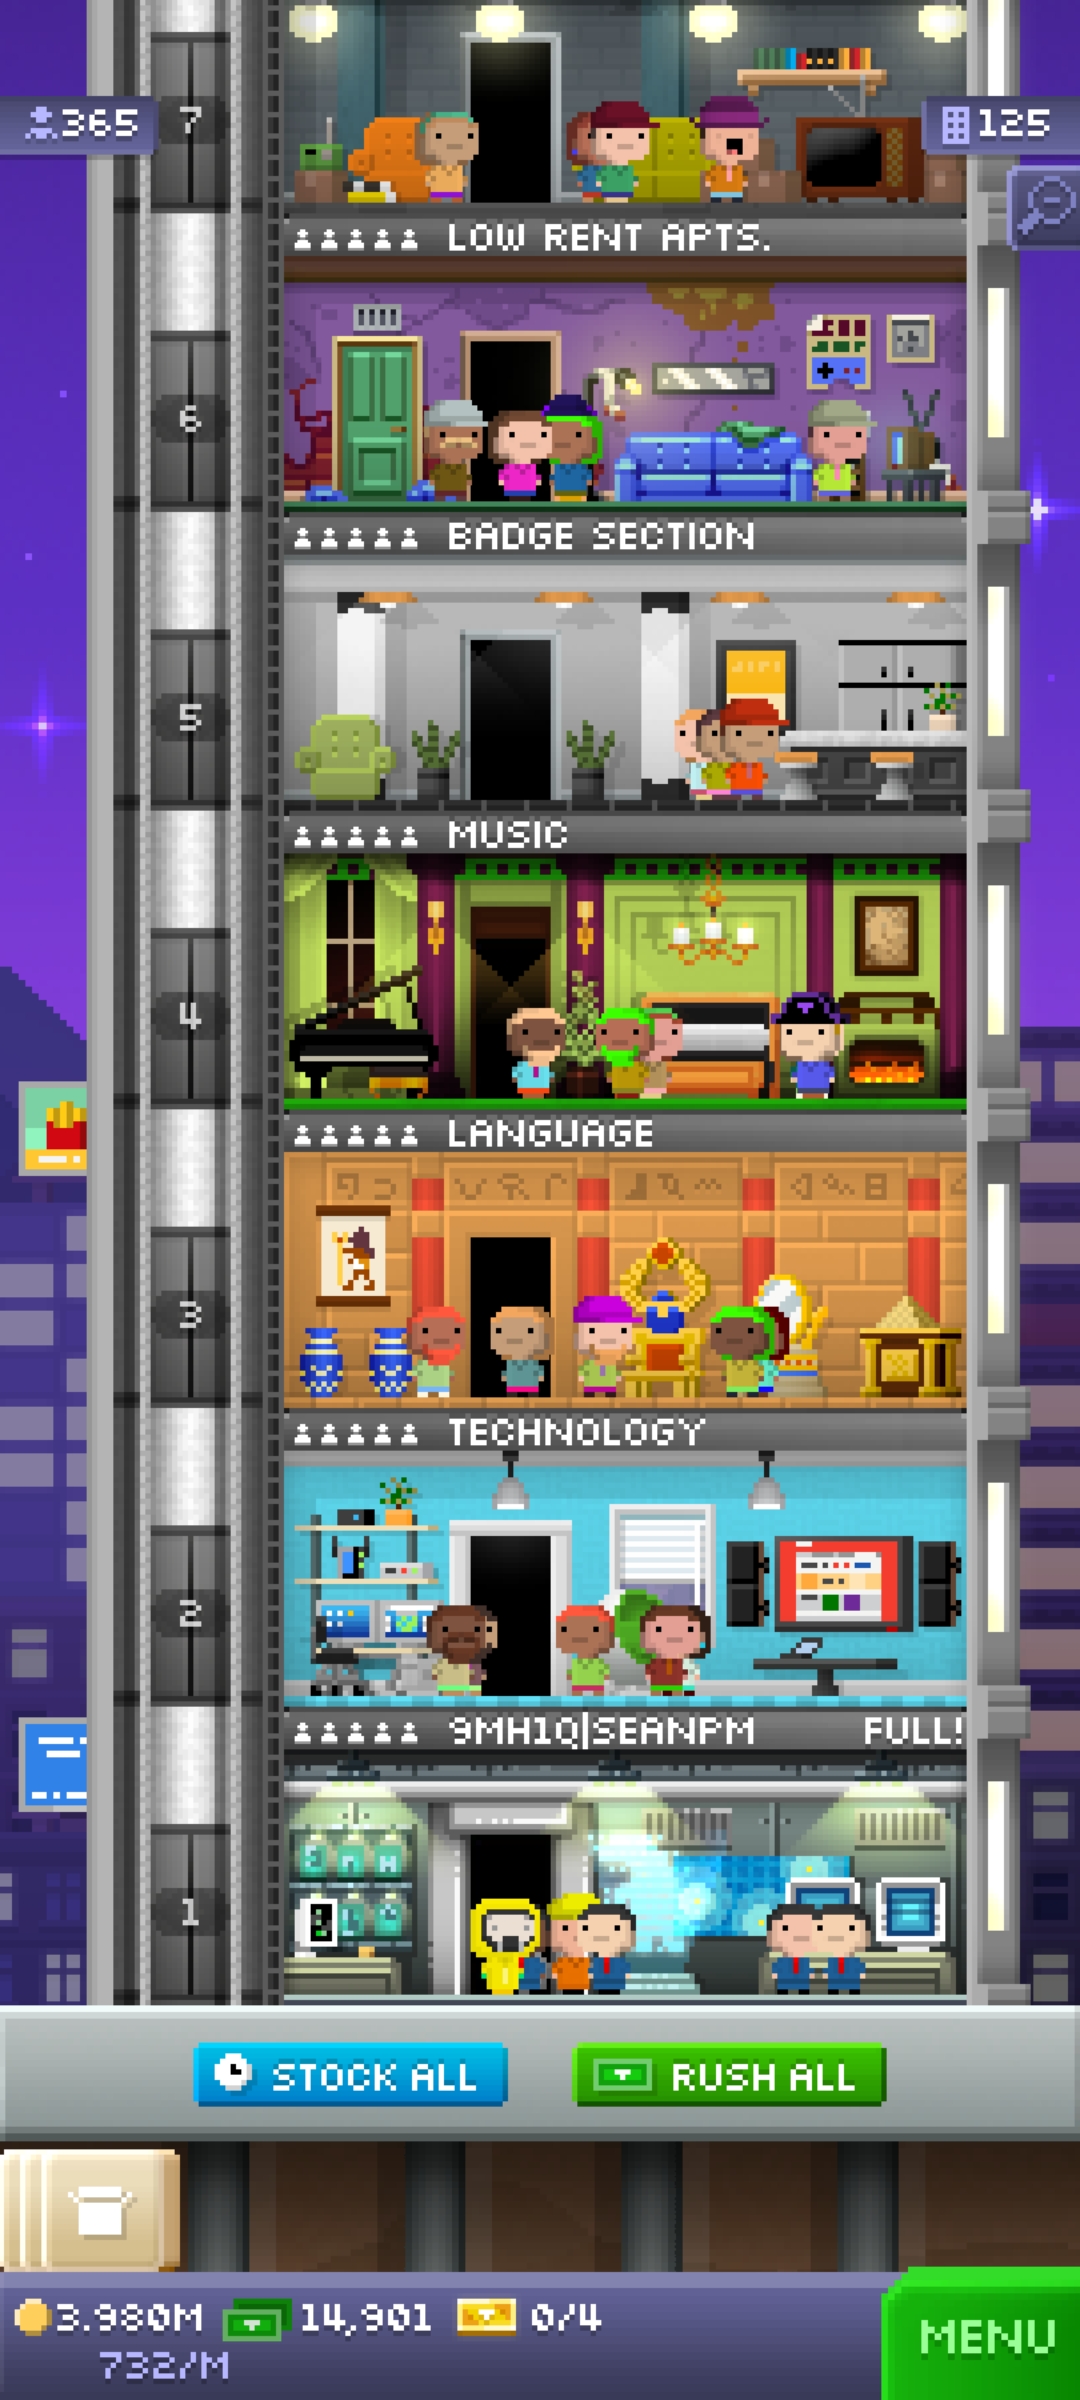 365
7
125
LOW RENT APTS.
6
BADGE SECTION
5
MUSIC
4
LANGUAGE
3
TECHNOLOGY
2
9MH1Q|SEANPM FULL!
1
STOCK ALL
RUSH ALL
3.980M 14,901 0/4
732/M
MENU